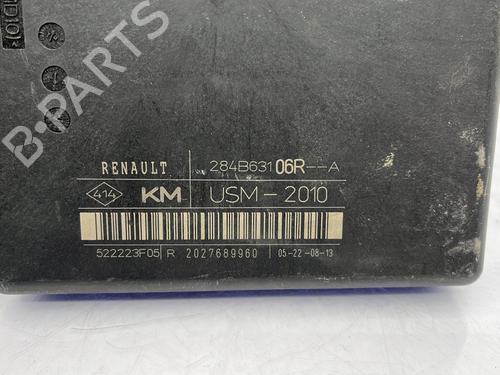 B-PARTS
RENAULT 284B63106R--A
414 KM USM-2010
522223F05 R 2027689960 05-22-08-13